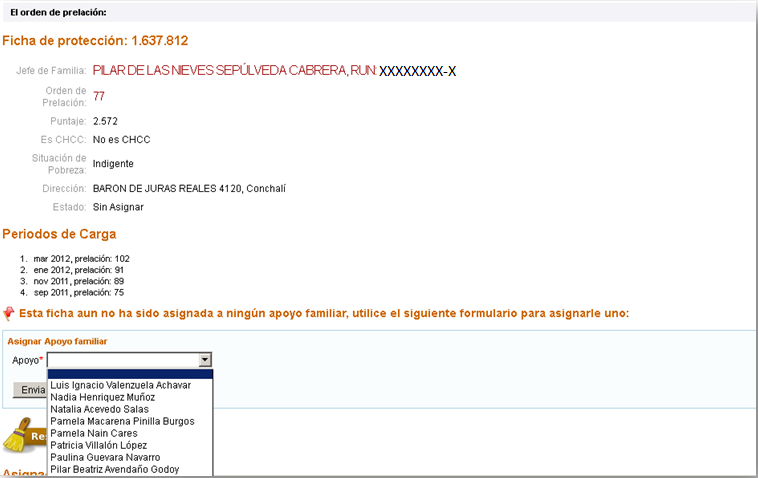 El orden de prelación:
Ficha de protección: 1.637.812
Jefe de Familia: PILAR DE LAS NIEVES SEPÚLVEDA CABRERA, RUN: XXXXXXXX-X
Orden de Prelación: 77
Puntaje: 2.572
Es CHCC: No es CHCC
Situación de Pobreza: Indigente
Dirección: BARON DE JURAS REALES 4120, Conchalí
Estado: Sin Asignar
Periodos de Carga
1. mar 2012, prelación: 102
2. ene 2012, prelación: 91
3. nov 2011, prelación: 89
4. sep 2011, prelación: 75
Esta ficha aun no ha sido asignada a ningún apoyo familiar, utilice el siguiente formulario para asignarle uno:
Asignar Apoyo familiar
Apoyo*
Envia
Luis Ignacio Valenzuela Achavar
Nadia Henriquez Muñoz
Natalia Acevedo Salas
Pamela Macarena Pinilla Burgos
Pamela Nain Cares
Patricia Villalón López
Paulina Guevara Navarro
Pilar Beatriz Avendaño Godoy
Res
Asigna